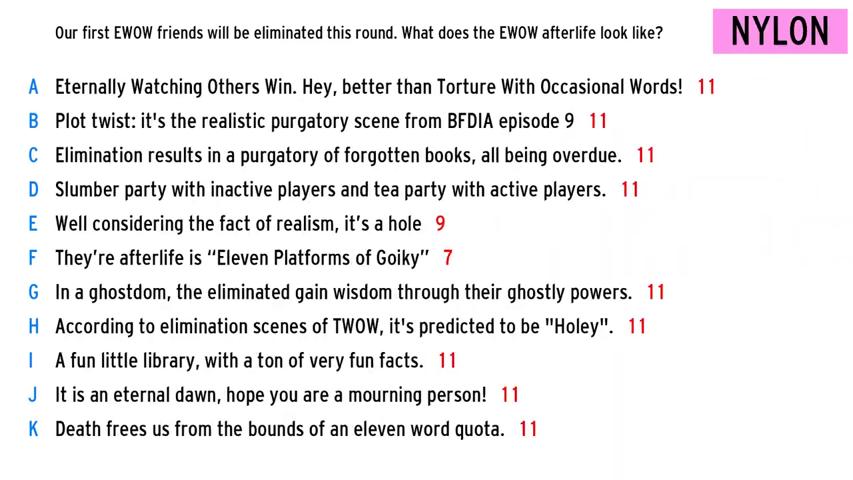 Our first EWOW friends will be eliminated this round. What does the EWOW afterlife look like?
NYLON
A Eternally Watching Others Win. Hey, better than Torture With Occasional Words! 11
B Plot twist: it's the realistic purgatory scene from BFDIA episode 9 11
C Elimination results in a purgatory of forgotten books, all being overdue. 11
D Slumber party with inactive players and tea party with active players. 11
E Well considering the fact of realism, it’s a hole 9
F They’re afterlife is “Eleven Platforms of Goiky” 7
G In a ghostdom, the eliminated gain wisdom through their ghostly powers. 11
H According to elimination scenes of TWOW, it's predicted to be "Holey". 11
I A fun little library, with a ton of very fun facts. 11
J It is an eternal dawn, hope you are a mourning person! 11
K Death frees us from the bounds of an eleven word quota. 11